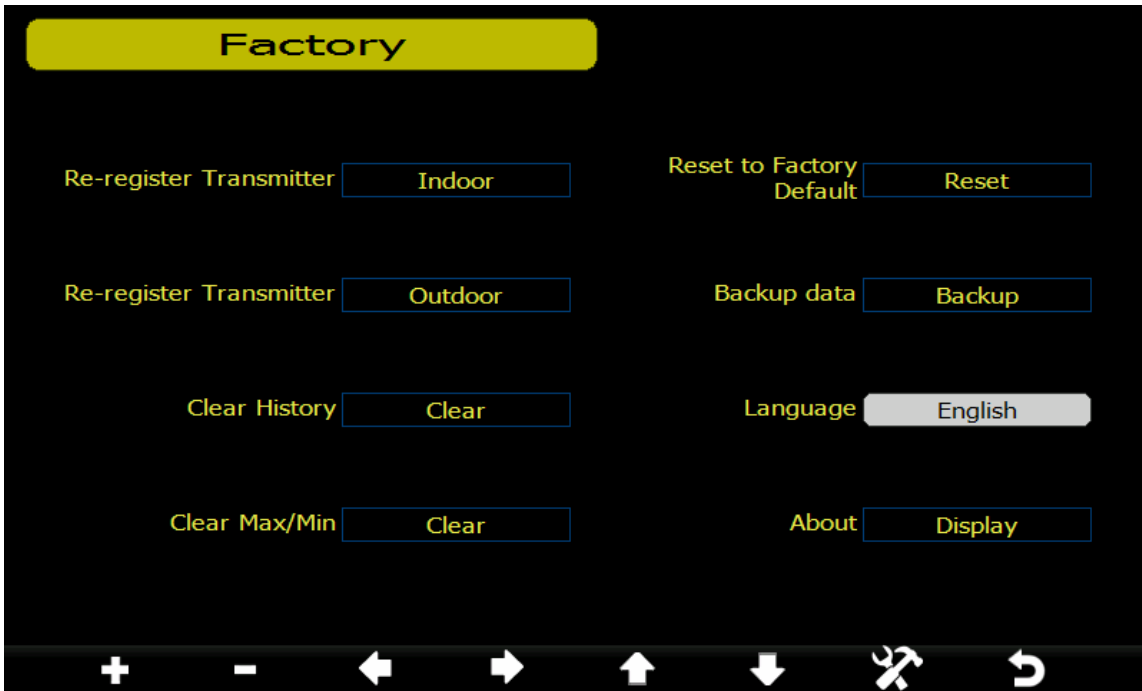 Factory
Re-register Transmitter Indoor
Reset to Factory
Default Reset
Re-register Transmitter Outdoor
Backup data Backup
Clear History Clear
Language English
Clear Max/Min Clear
About Display